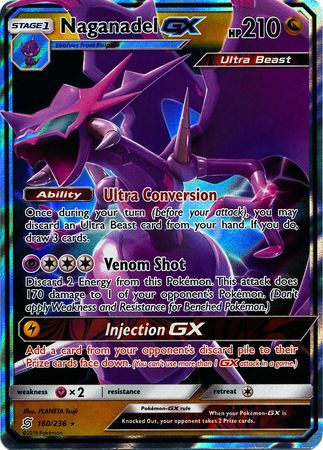 STAGE 1 Naganadel GX HP 210
Evolves from Poipole
Ultra Beast
Ability Ultra Conversion
Once during your turn (before your attack), you may
discard an Ultra Beast card from your hand. If you do,
draw 3 cards.
Venom Shot
Discard 2 Energy from this Pokémon. This attack does
170 damage to 1 of your opponent's Pokémon. (Don't
apply Weakness and Resistance for Benched Pokémon.)
Injection GX
Add a card from your opponent's discard pile to their
Prize cards face down. (You can't use more than 1 GX attack in a game.)
weakness ×2 resistance retreat
Illus. PLANETA Tsuji
Pokémon-GX rule
160/236
When your Pokémon-GX is
Knocked Out, your opponent takes 2 Prize cards.
©2019 Pokémon